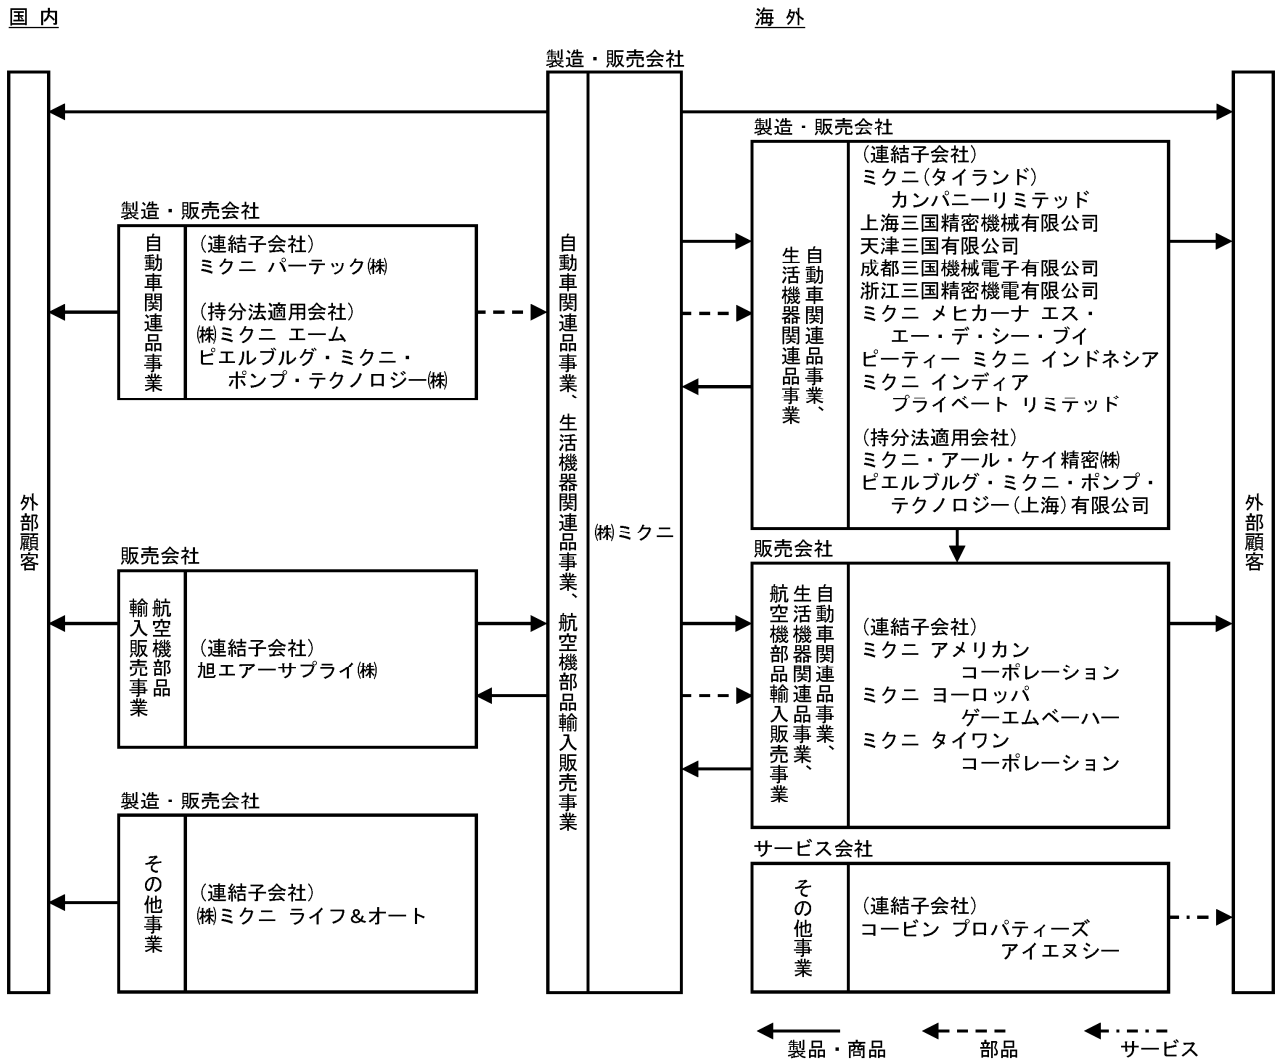 国内
海外
製造・販売会社
外部顧客
製造・販売会社
自動車関連品事業
(連結子会社)
ミクニ パーテック㈱
(持分法適用会社)
㈱ミクニ エーム
ピエルブルグ・ミクニ・
ポンプ・テクノロジー㈱
販売会社
航空機部品
輸入販売事業
(連結子会社)
旭エアーサプライ㈱
製造・販売会社
その他事業
(連結子会社)
㈱ミクニ ライフ＆オート
自動車関連品事業、生活機器関連品事業、航空機部品輸入販売事業
㈱ミクニ
製造・販売会社
自動車関連品事業、
生活機器関連品事業
(連結子会社)
ミクニ(タイランド)
カンパニーリミテッド
上海三国精密機械有限公司
天津三国有限公司
成都三国機械電子有限公司
浙江三国精密機電有限公司
ミクニ メヒカーナ エス・
エー・デ・シー・ブイ
ピーティー ミクニ インドネシア
ミクニ インディア
プライベート リミテッド
(持分法適用会社)
ミクニ・アール・ケイ精密㈱
ピエルブルグ・ミクニ・ポンプ・
テクノロジー(上海)有限公司
販売会社
自動車関連品事業、
生活機器関連品事業、
航空機部品輸入販売事業
(連結子会社)
ミクニ アメリカン
コーポレーション
ミクニ ヨーロッパ
ゲーエムベーハー
ミクニ タイワン
コーポレーション
サービス会社
その他事業
(連結子会社)
コービン プロパティーズ
アイエヌシー
外部顧客
製品・商品
部品
サービス